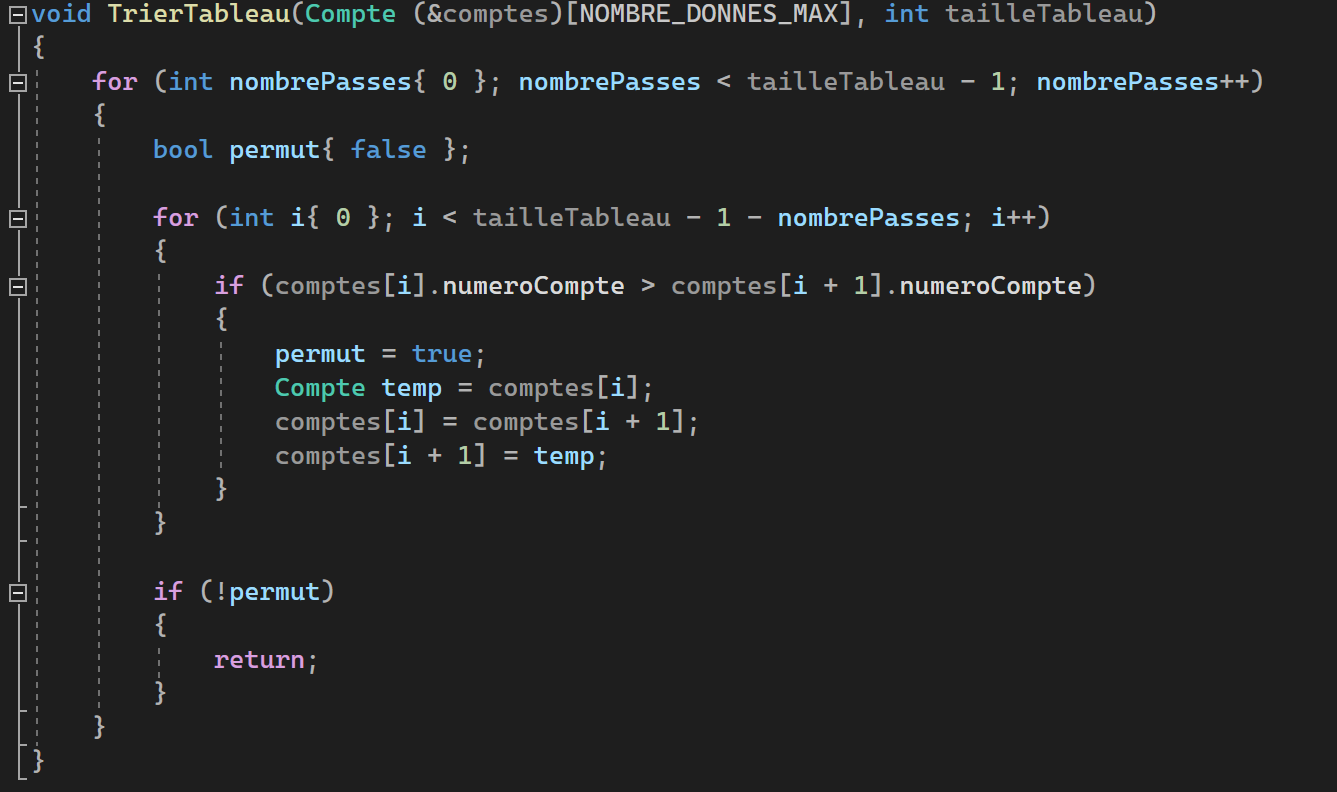 void TrierTableau(Compte (&comptes)[NOMBRE_DONNES_MAX], int tailleTableau)
{
    for (int nombrePasses{ 0 }; nombrePasses < tailleTableau - 1; nombrePasses++)
    {
        bool permut{ false };

        for (int i{ 0 }; i < tailleTableau - 1 - nombrePasses; i++)
        {
            if (comptes[i].numeroCompte > comptes[i + 1].numeroCompte)
            {
                permut = true;
                Compte temp = comptes[i];
                comptes[i] = comptes[i + 1];
                comptes[i + 1] = temp;
            }
        }

        if (!permut)
        {
            return;
        }
    }
}